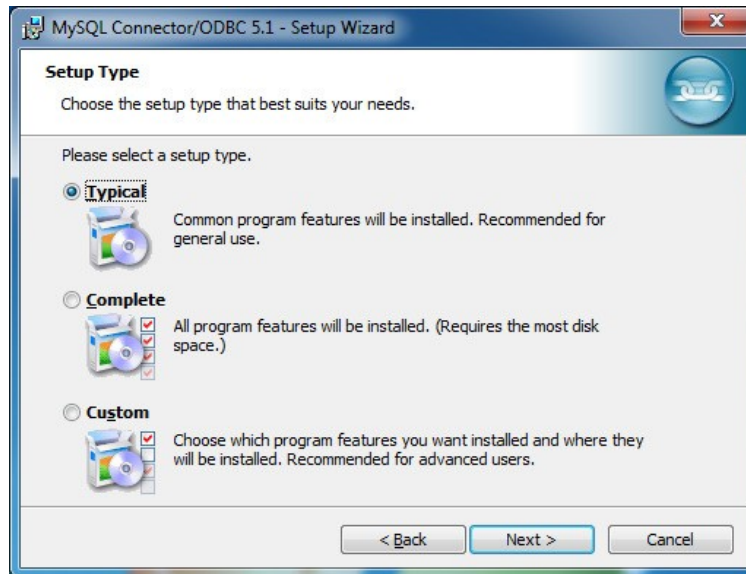 MySQL Connector/ODBC 5.1 - Setup Wizard
Setup Type
Choose the setup type that best suits your needs.
Please select a setup type.
Typical
Common program features will be installed. Recommended for
general use.
Complete
All program features will be installed. (Requires the most disk
space.)
Custom
Choose which program features you want installed and where they
will be installed. Recommended for advanced users.
< Back
Next >
Cancel